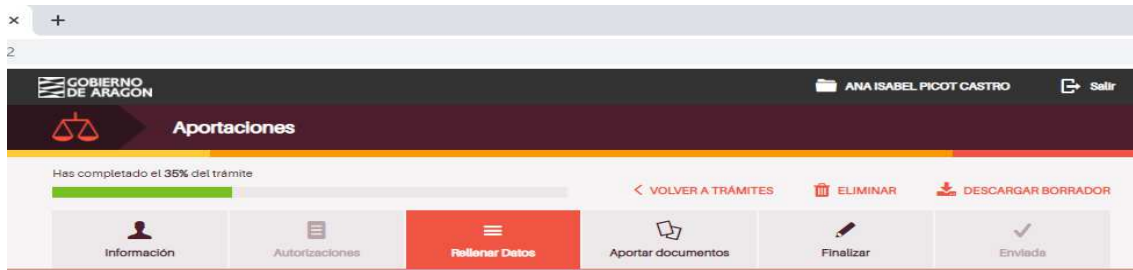 2
GOBIERNO
DE ARAGON
ANA ISABEL PICOT CASTRO
Salir
Aportaciones
Has completado el 35% del trámite
VOLVER A TRÁMITES
ELIMINAR
DESCARGAR BORRADOR
Información
Autorizaciones
Rellenar Datos
Aportar documentos
Finalizar
Enviada